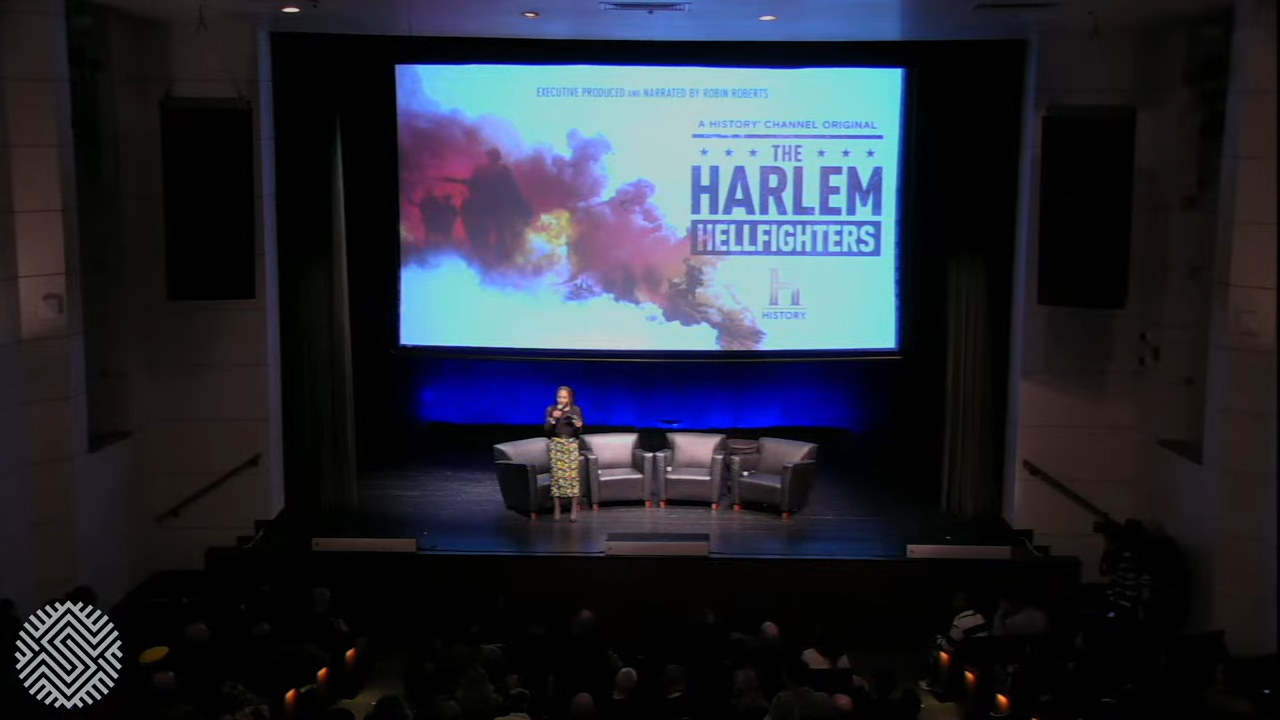 EXECUTIVE PRODUCED AND NARRATED BY ROBIN ROBERTS
A HISTORY® CHANNEL ORIGINAL
THE
HARLEM
HELLFIGHTERS
H
HISTORY